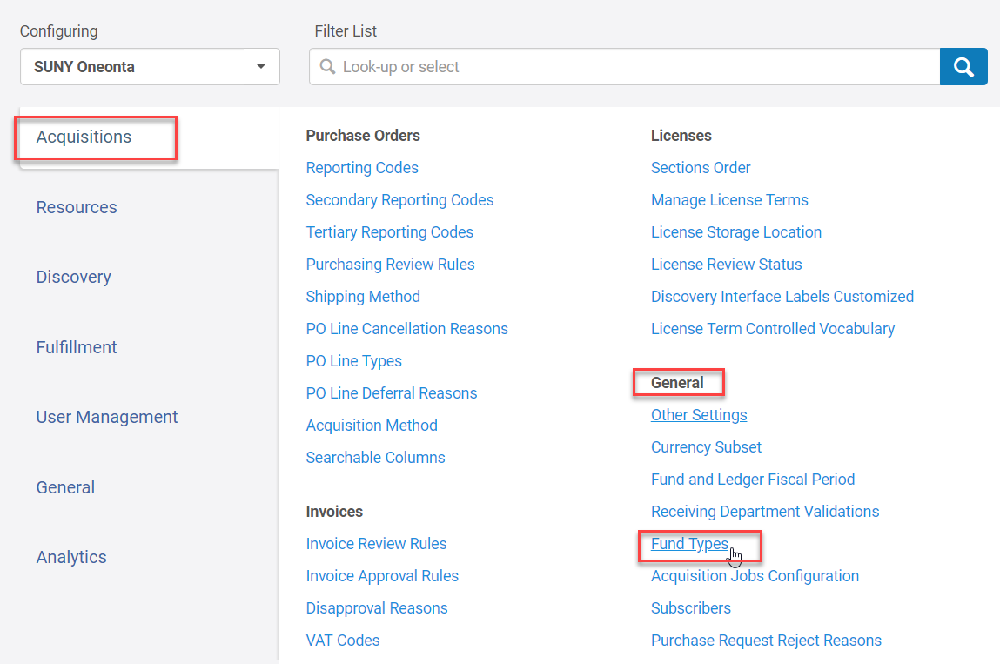 Configuring
SUNY Oneonta
Filter List
Look-up or select
Acquisitions
Resources
Discovery
Fulfillment
User Management
General
Analytics
Purchase Orders
Reporting Codes
Secondary Reporting Codes
Tertiary Reporting Codes
Purchasing Review Rules
Shipping Method
PO Line Cancellation Reasons
PO Line Types
PO Line Deferral Reasons
Acquisition Method
Searchable Columns
Invoices
Invoice Review Rules
Invoice Approval Rules
Disapproval Reasons
VAT Codes
Licenses
Sections Order
Manage License Terms
License Storage Location
License Review Status
Discovery Interface Labels Customized
License Term Controlled Vocabulary
General
Other Settings
Currency Subset
Fund and Ledger Fiscal Period
Receiving Department Validations
Fund Types
Acquisition Jobs Configuration
Subscribers
Purchase Request Reject Reasons